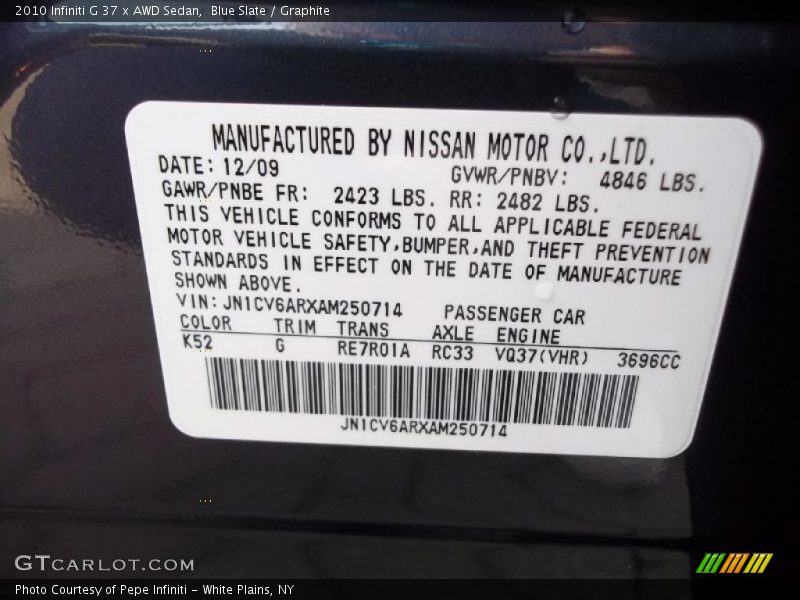 2010 Infiniti G 37 x AWD Sedan,  Blue Slate / Graphite
MANUFACTURED BY NISSAN MOTOR CO.,LTD.
DATE: 12/09 GVWR/PNBV: 4846 LBS.
GAWR/PNBE FR: 2423 LBS. RR: 2482 LBS.
THIS VEHICLE CONFORMS TO ALL APPLICABLE FEDERAL
MOTOR VEHICLE SAFETY,BUMPER,AND THEFT PREVENTION
STANDARDS IN EFFECT ON THE DATE OF MANUFACTURE
SHOWN ABOVE.
VIN: JN1CV6ARXAM250714 PASSENGER CAR
COLOR TRIM TRANS AXLE ENGINE
K52 G RE7R01A RC33 VQ37(VHR) 3696CC
JN1CV6ARXAM250714
GTCARLOT.COM
Photo Courtesy of Pepe Infiniti - White Plains, NY